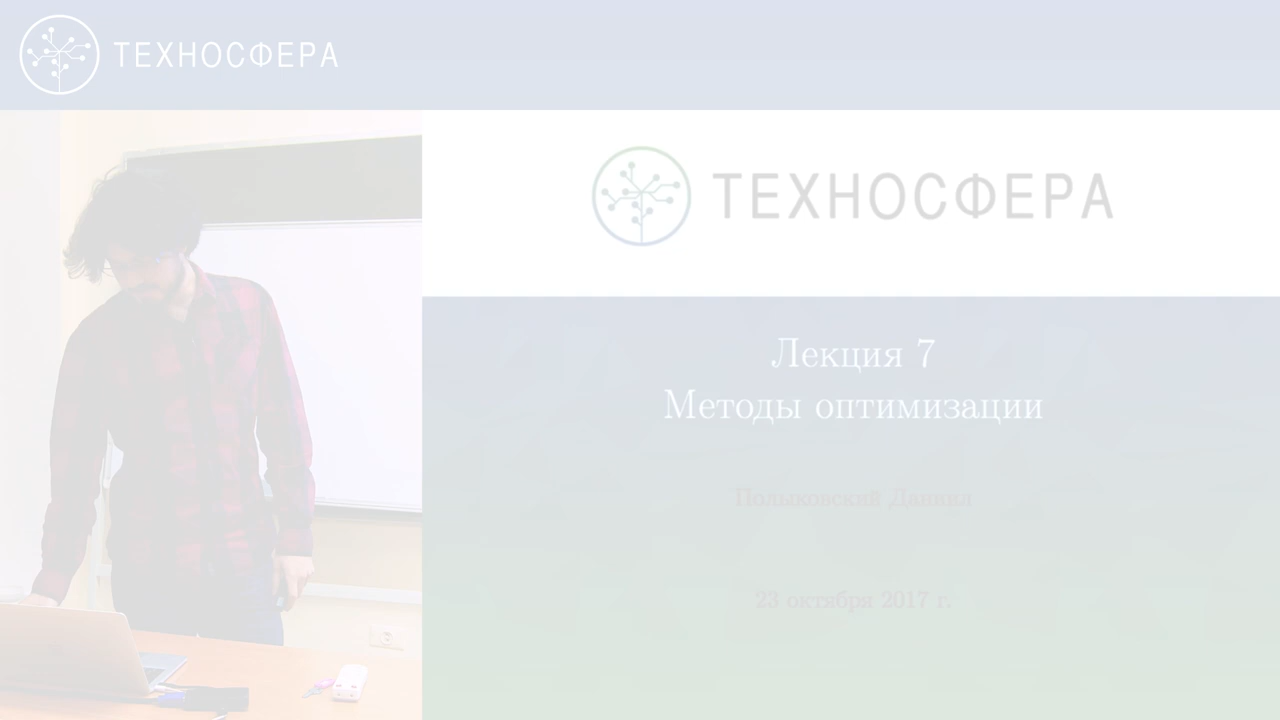 ТЕХНОСФЕРА
ТЕХНОСФЕРА
Лекция 7
Методы оптимизации
Полыковский Даниил
23 октября 2017 г.